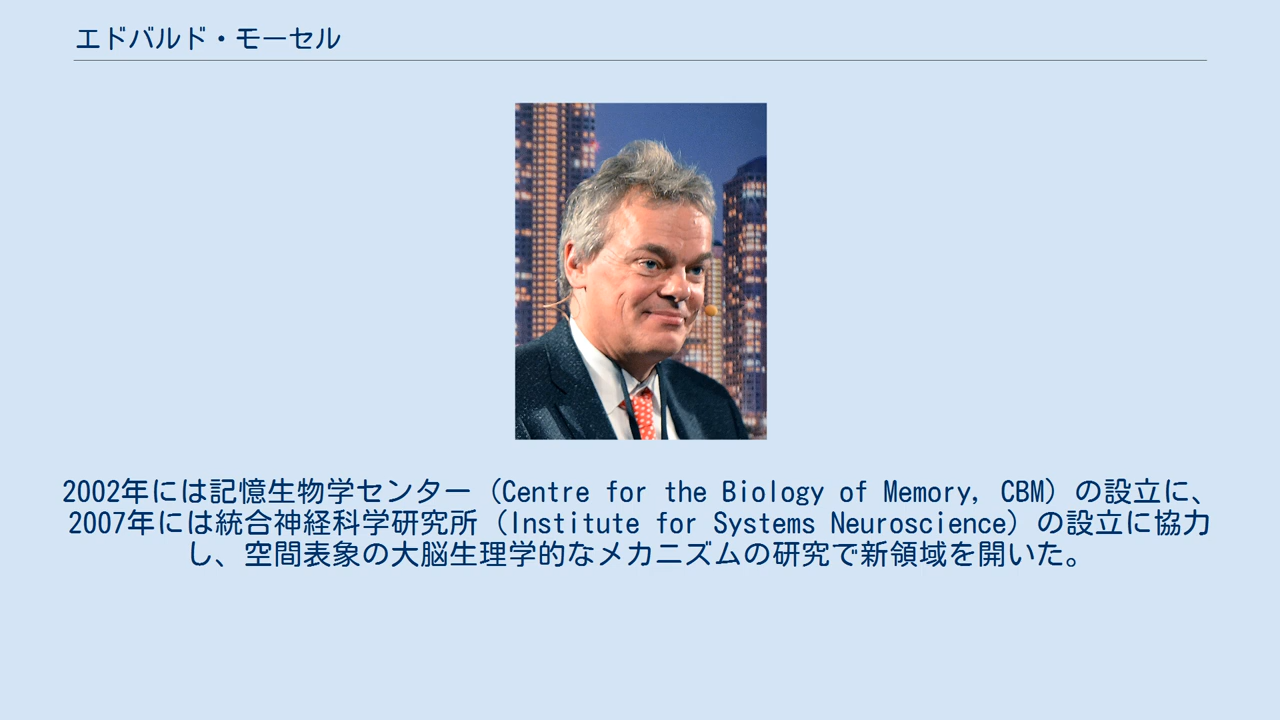 エドバルド・モーセル
2002年には記憶生物学センター（Centre for the Biology of Memory, CBM）の設立に、
2007年には統合神経科学研究所（Institute for Systems Neuroscience）の設立に協力
し、空間表象の大脳生理学的なメカニズムの研究で新領域を開いた。